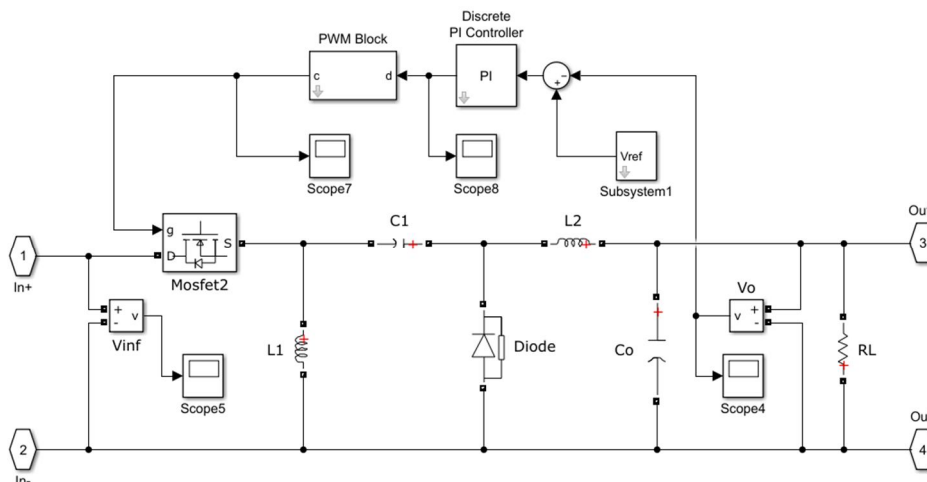 Discrete
PI Controller
PWM Block
c
d
PI
-
+
Scope7
Scope8
Vref
Subsystem1
C1
L2
Out
g
D
S
Mosfet2
1
In+
3
+
-
v
Vinf
Vo
v
+
-
L1
Diode
Co
RL
Scope5
Scope4
2
In-
Out
4